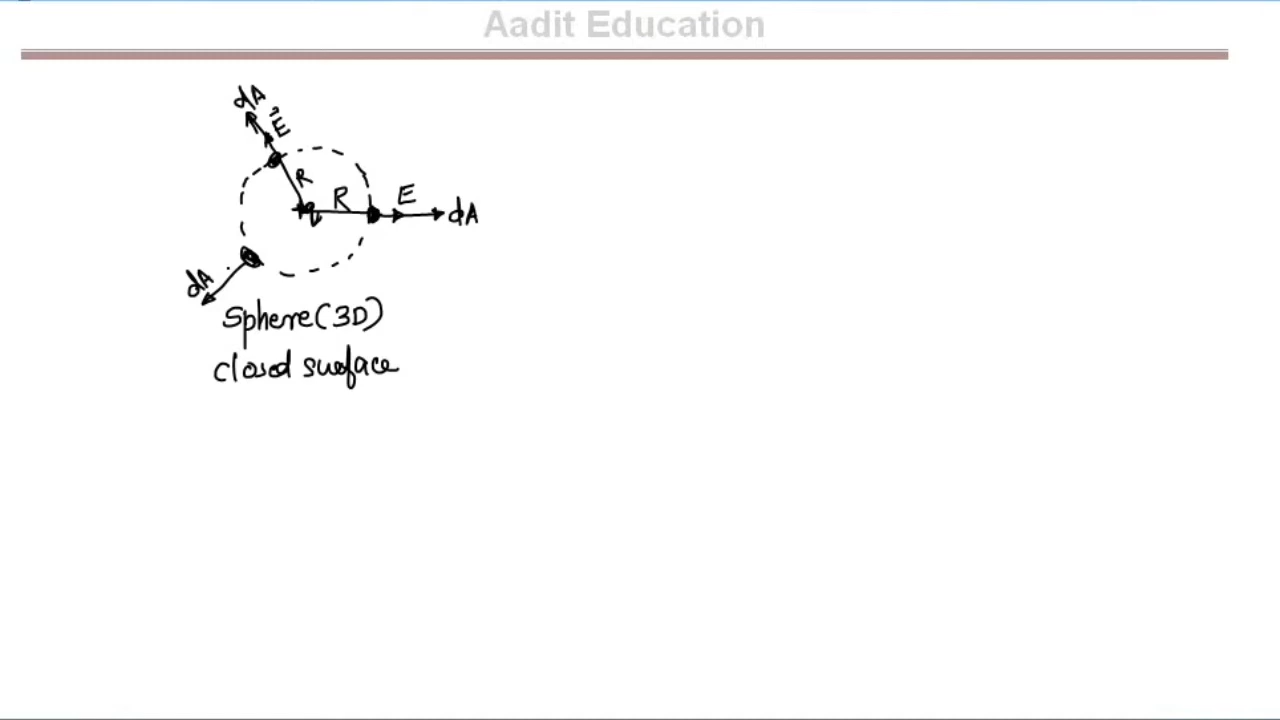 Aadit Education
dA
E
R
R
E
dA
q
dA
Sphere(3D)
closed surface